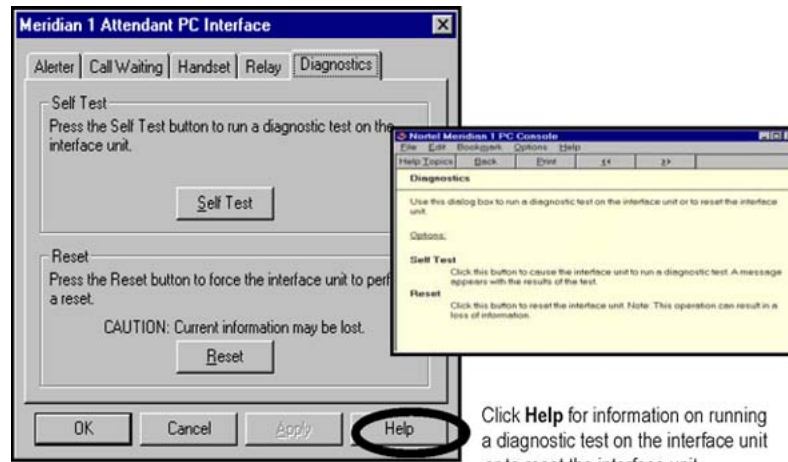 Meridian 1 Attendant PC Interface
Alerter Call Waiting Handset Relay Diagnostics
Self Test
Press the Self Test button to run a diagnostic test on the
interface unit.
Self Test
Reset
Press the Reset button to force the interface unit to perf
a reset.
CAUTION: Current information may be lost.
Reset
OK Cancel Apply Help
Nortel Meridian 1 PC Console
File Edit Bookmark Options Help
Help Topics Back Print << >>
Diagnostics
Use this dialog box to run a diagnostic test on the interface unit or to reset the interface
unit.
Options:
Self Test
Click this button to cause the interface unit to run a diagnostic test. A message
appears with the results of the test.
Reset
Click this button to reset the interface unit. Note: This operation can result in a
loss of information.
Click Help for information on running
a diagnostic test on the interface unit
or to reset the interface unit